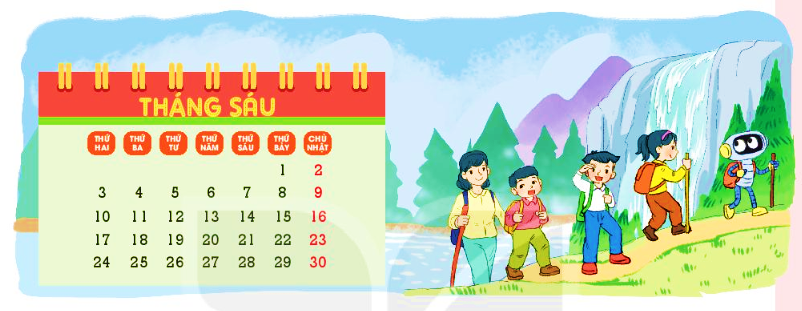 THÁNG SÁU
THỨ HAI THỨ BA THỨ TƯ THỨ NĂM THỨ SÁU THỨ BẢY CHỦ NHẬT
1 2
3 4 5 6 7 8 9
10 11 12 13 14 15 16
17 18 19 20 21 22 23
24 25 26 27 28 29 30